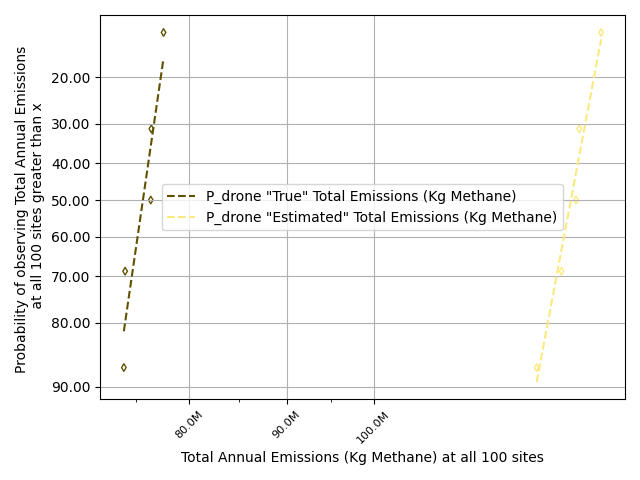 Probability of observing Total Annual Emissions
at all 100 sites greater than x
20.00
30.00
40.00
50.00
60.00
70.00
80.00
90.00
P_drone "True" Total Emissions (Kg Methane)
P_drone "Estimated" Total Emissions (Kg Methane)
80.0M
90.0M
100.0M
Total Annual Emissions (Kg Methane) at all 100 sites